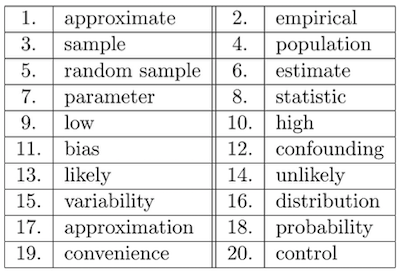 1. approximate 2. empirical
3. sample 4. population
5. random sample 6. estimate
7. parameter 8. statistic
9. low 10. high
11. bias 12. confounding
13. likely 14. unlikely
15. variability 16. distribution
17. approximation 18. probability
19. convenience 20. control